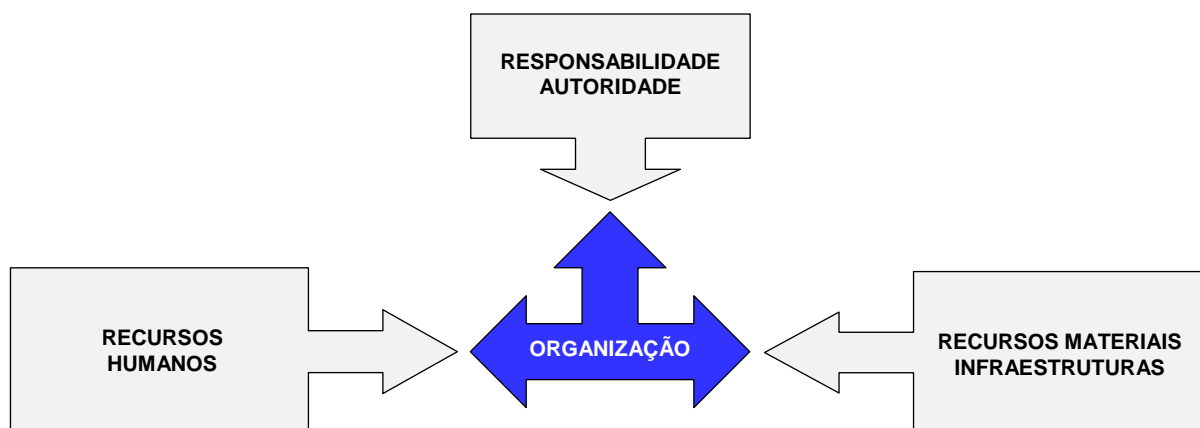 RESPONSABILIDADE
AUTORIDADE
RECURSOS
HUMANOS
ORGANIZAÇÃO
RECURSOS MATERIAIS
INFRAESTRUTURAS